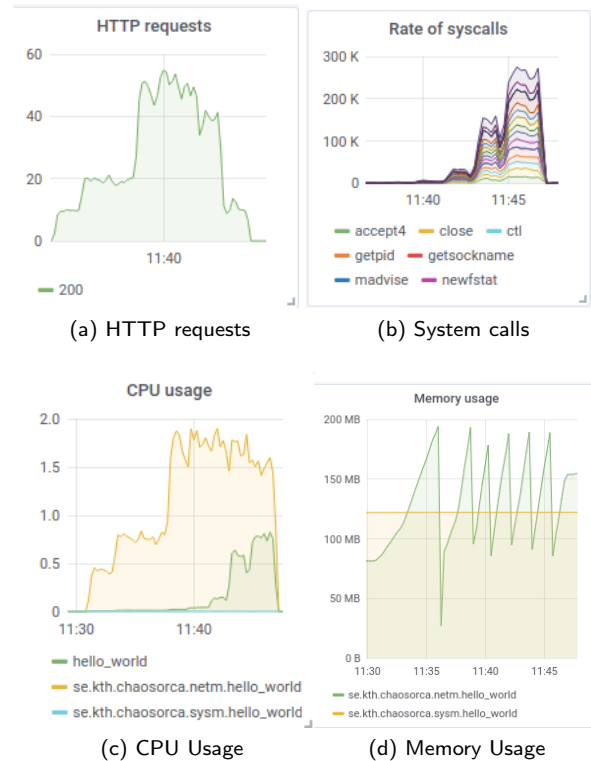 HTTP requests
60
40
20
0
11:40
200
(a) HTTP requests
Rate of syscalls
300 K
200 K
100 K
0
11:40 11:45
accept4 close ctl
getpid getsockname
madvise newfstat
(b) System calls
CPU usage
2.0
1.5
1.0
0.5
0
11:30 11:40
hello_world
se.kth.chaosorca.netm.hello_world
se.kth.chaosorca.sysm.hello_world
(c) CPU Usage
Memory usage
200 MB
150 MB
100 MB
50 MB
0 B
11:30 11:35 11:40 11:45
se.kth.chaosorca.netm.hello_world
se.kth.chaosorca.sysm.hello_world
(d) Memory Usage